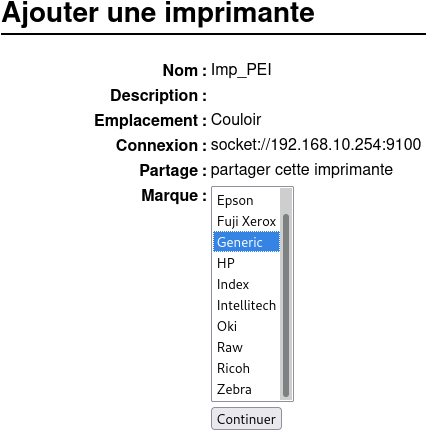 Ajouter une imprimante
Nom : Imp_PEI
Description :
Emplacement : Couloir
Connexion : socket://192.168.10.254:9100
Partage : partager cette imprimante
Marque :
Epson
Fuji Xerox
Generic
HP
Index
Intellitech
Oki
Raw
Ricoh
Zebra
Continuer